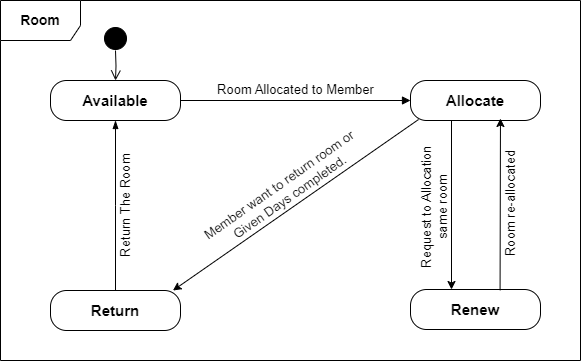 Room
Available
Room Allocated to Member
Allocate
Member want to return room or
Given Days completed.
Return The Room
Request to Allocation
same room
Room re-allocated
Return
Renew